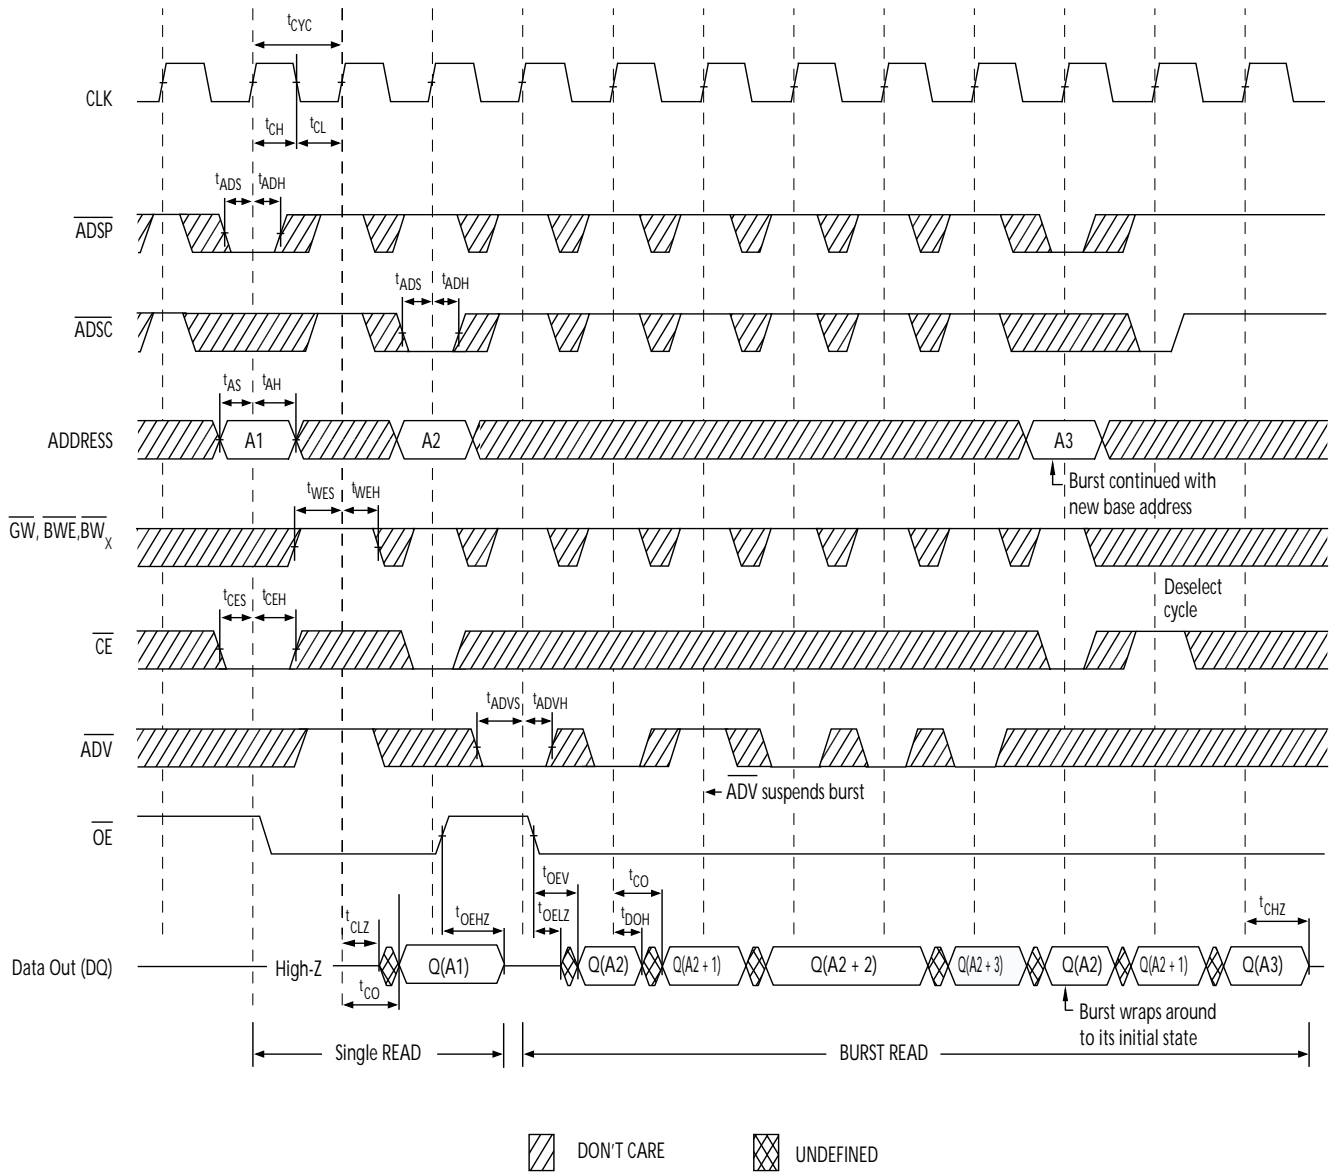 tCYC
CLK
tCH
tCL
tADS
tADH
ADSP
tADS
tADH
ADSC
tAS
tAH
ADDRESS
A1
A2
A3
Burst continued with
new base address
tWES
tWEH
GW, BWE,BWX
Deselect
cycle
tCES
tCEH
CE
tADVS
tADVH
ADV
ADV suspends burst
OE
tOEV
tCO
tCLZ
tOEHZ
tOELZ
tDOH
tCHZ
Data Out (DQ)
High-Z
Q(A1)
Q(A2)
Q(A2 + 1)
Q(A2 + 2)
Q(A2 + 3)
Q(A2)
Q(A2 + 1)
Q(A3)
tCO
Burst wraps around
to its initial state
Single READ
BURST READ
DON'T CARE
UNDEFINED